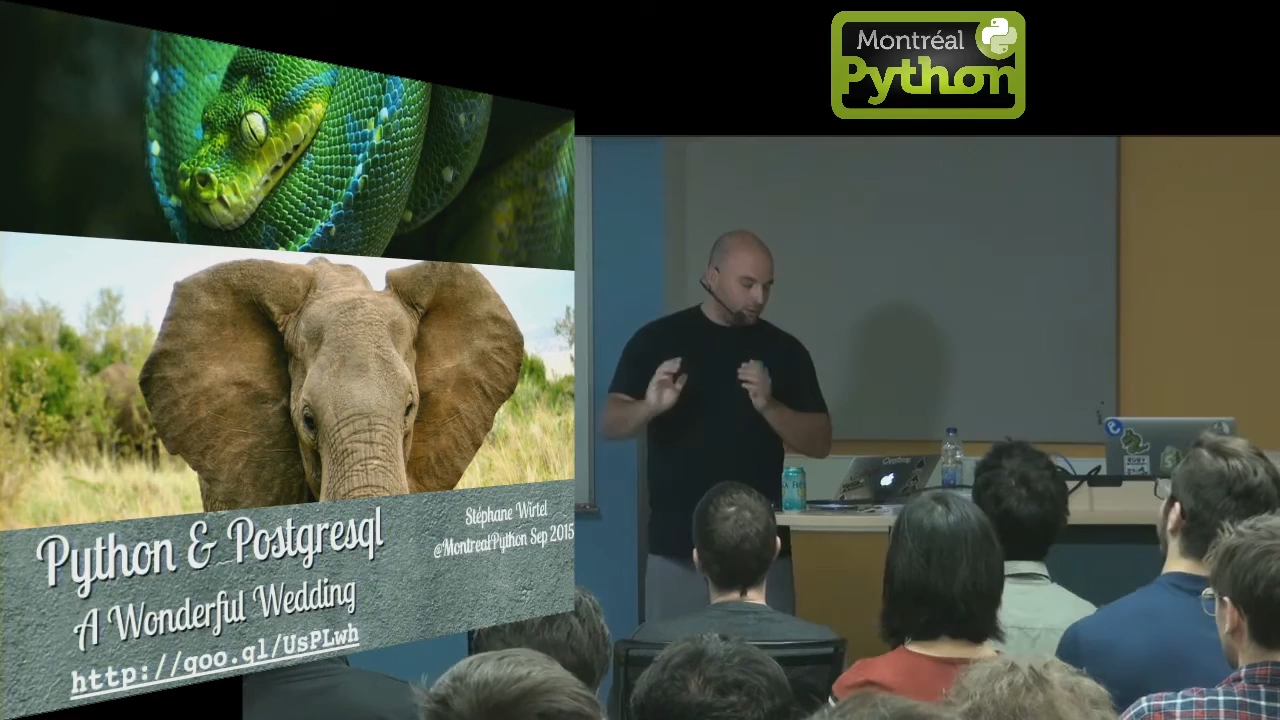 Montréal
Python
Python & Postgresql
A Wonderful Wedding
http://goo.gl/UsPLwh
Stéphane Wirtel
@MontrealPython Sep 2015